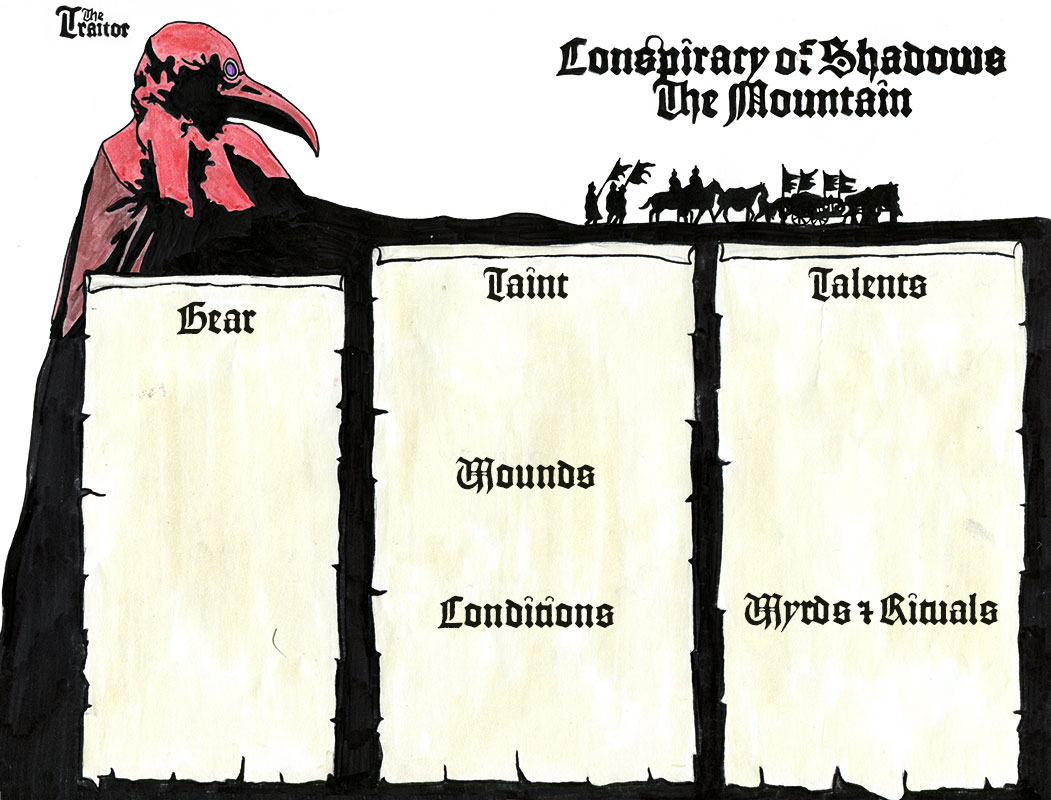 The
Traitor
Conspiracy of Shadows
The Mountain
Gear
Taint
Talents
Wounds
Conditions
Wyrds & Rituals